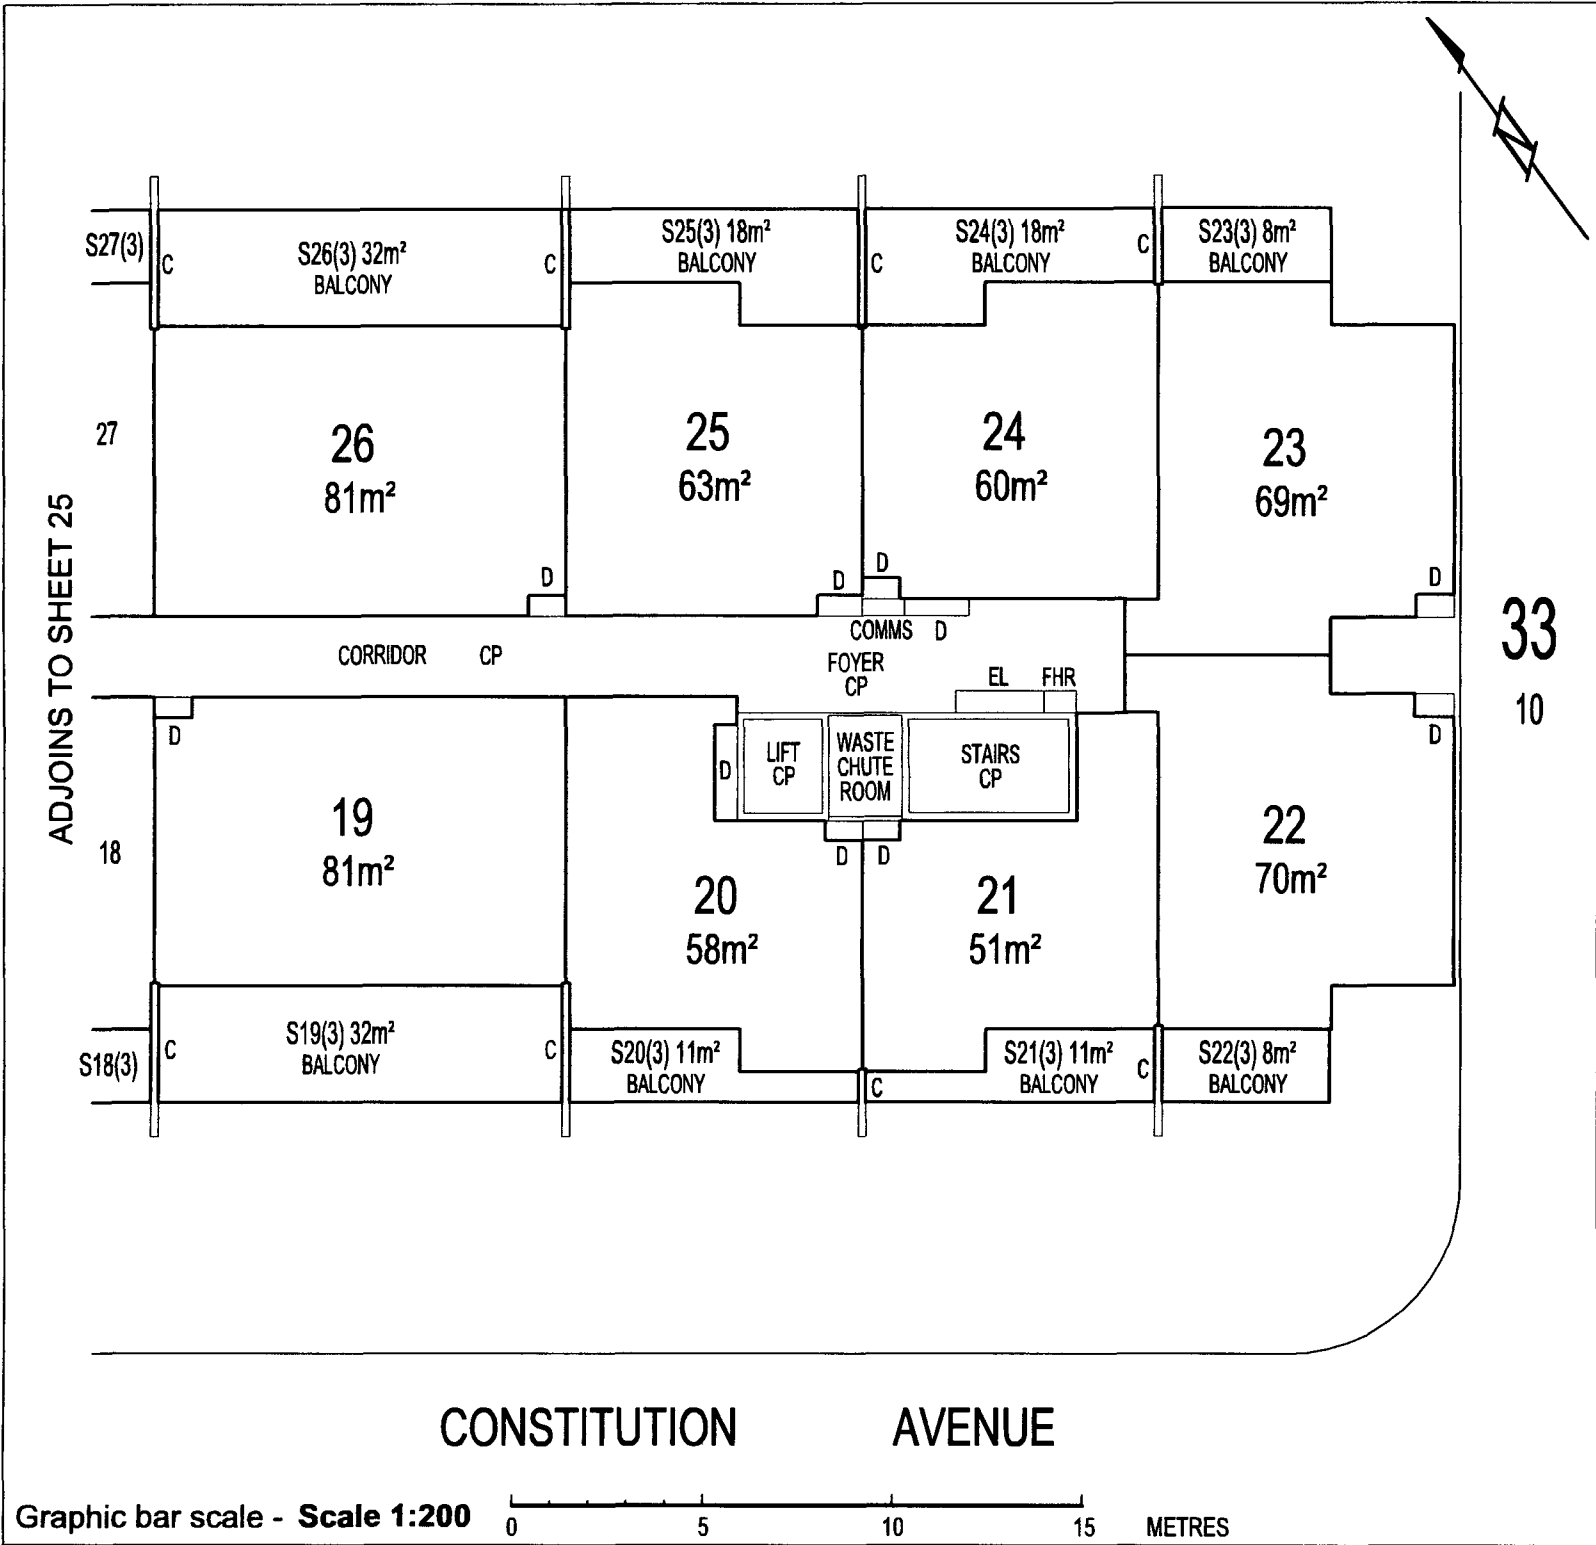 N
S27(3)
C
S26(3) 32m²
BALCONY
C
S25(3) 18m²
BALCONY
C
S24(3) 18m²
BALCONY
C
S23(3) 8m²
BALCONY
27
26
81m²
25
63m²
24
60m²
23
69m²
ADJOINS TO SHEET 25
D
D
D
D
COMMS D
CORRIDOR CP
FOYER
CP
EL FHR
33
10
D
D
LIFT
CP
WASTE
CHUTE
ROOM
STAIRS
CP
D
18
19
81m²
D D
20
58m²
21
51m²
22
70m²
S18(3)
C
S19(3) 32m²
BALCONY
C
S20(3) 11m²
BALCONY
C
S21(3) 11m²
BALCONY
C
S22(3) 8m²
BALCONY
CONSTITUTION AVENUE
Graphic bar scale - Scale 1:200
0 5 10 15 METRES